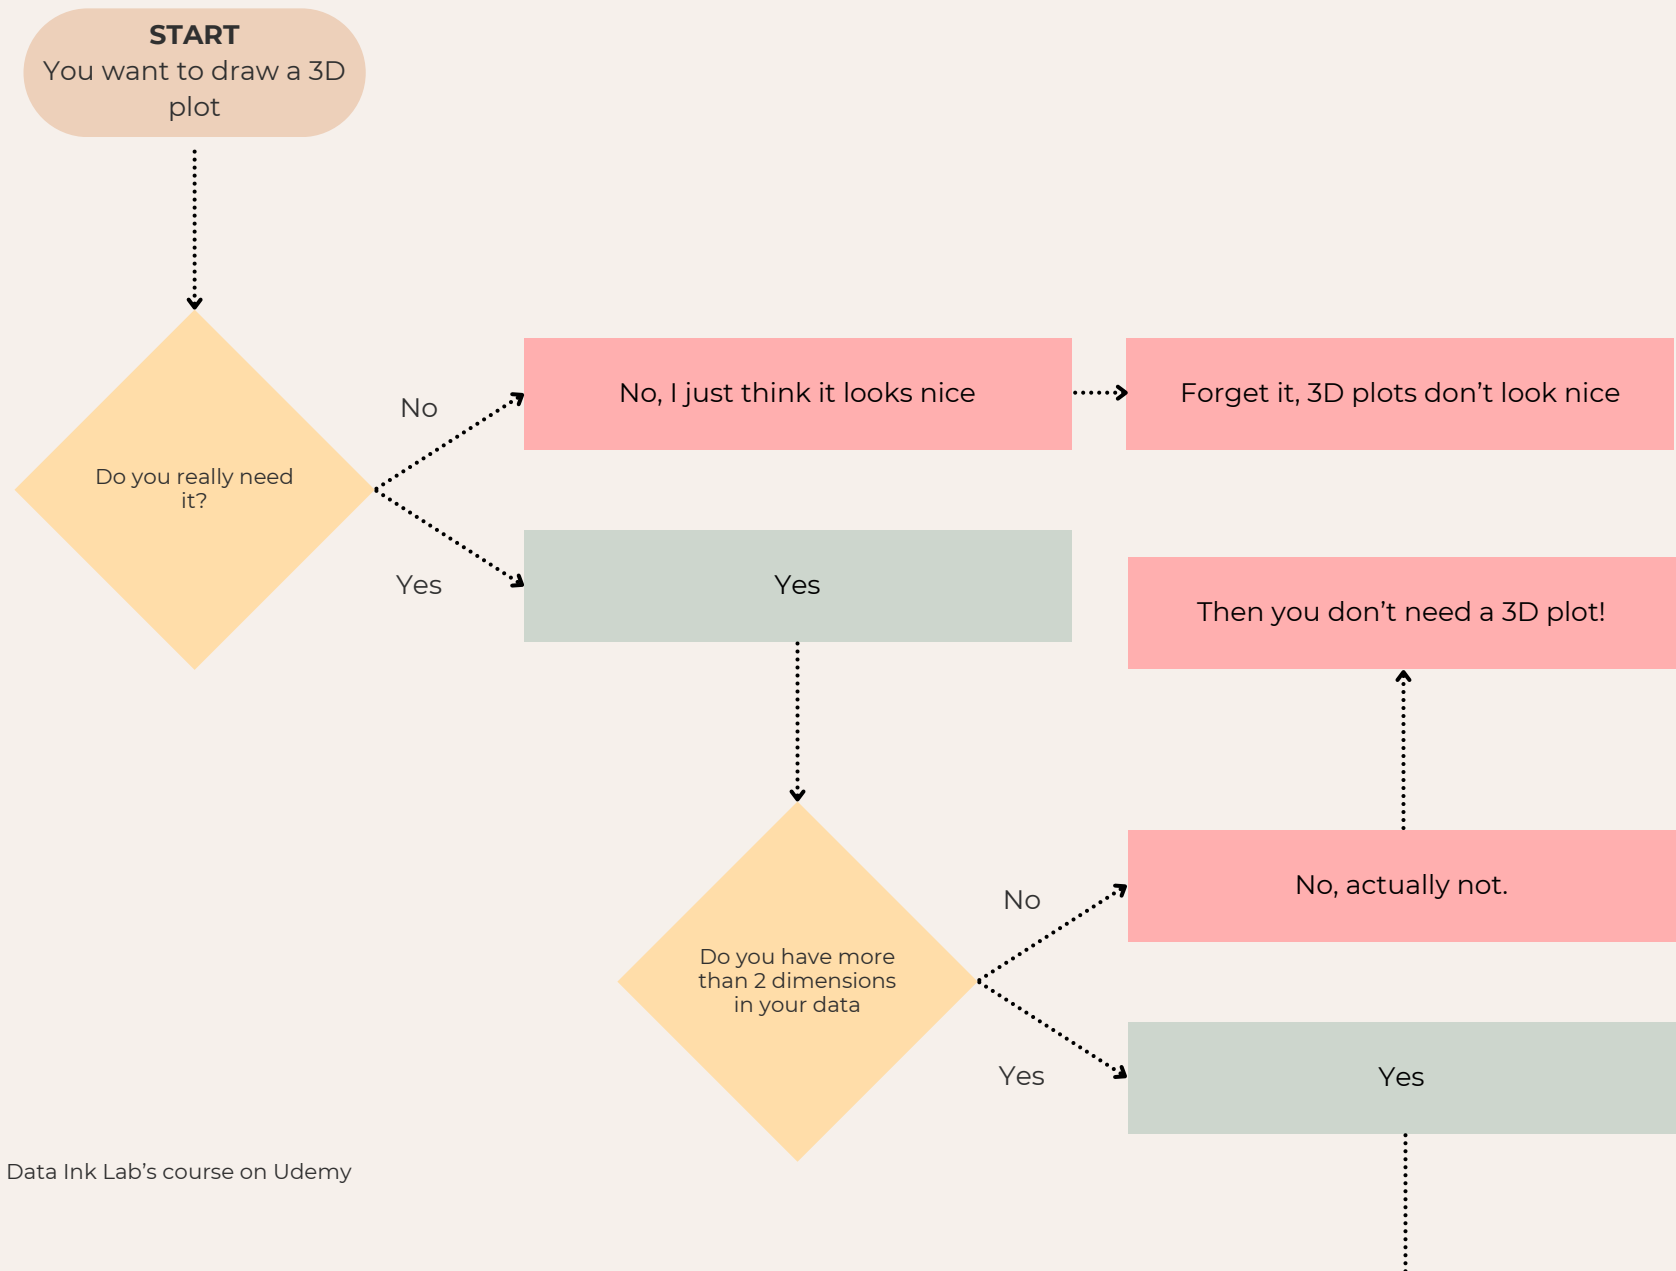 START
You want to draw a 3D
plot
No
No, I just think it looks nice
Forget it, 3D plots don’t look nice
Do you really need
it?
Yes
Yes
Then you don’t need a 3D plot!
No
No, actually not.
Do you have more
than 2 dimensions
in your data
Yes
Yes
Data Ink Lab’s course on Udemy